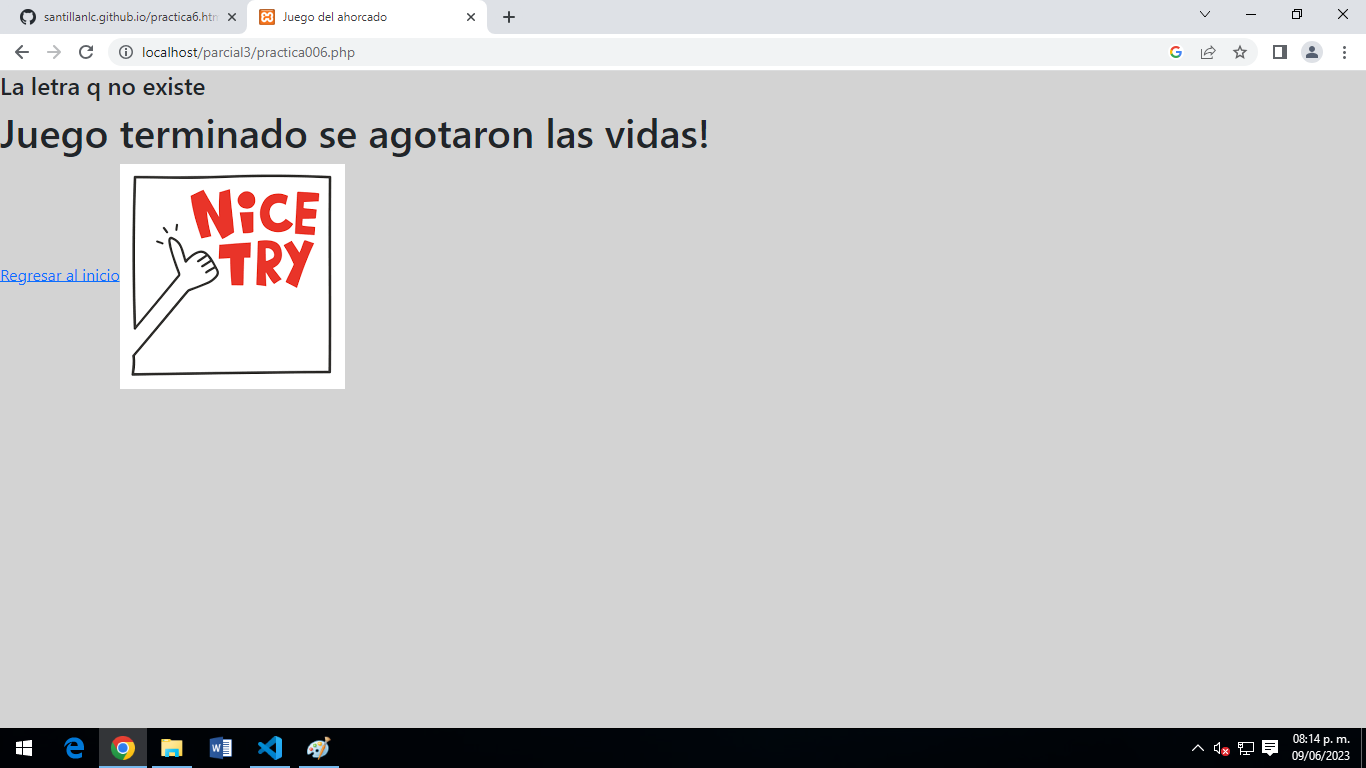 santillanlc.github.io/practica6.htm
Juego del ahorcado
localhost/parcial3/practica006.php
La letra q no existe
Juego terminado se agotaron las vidas!
NiCE
TRY
Regresar al inicio
08:14 p. m.
09/06/2023